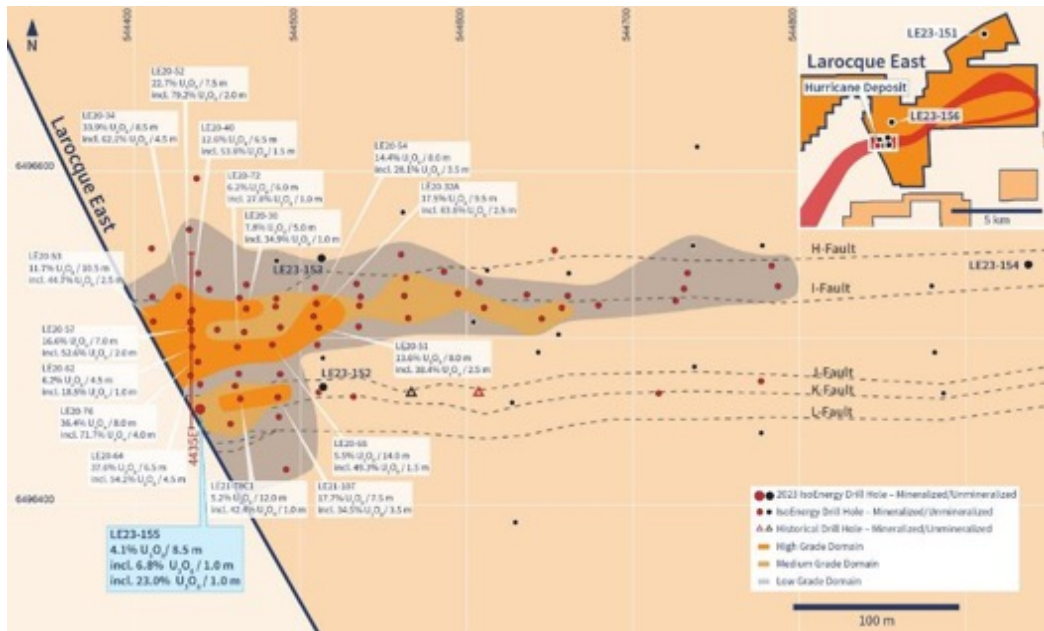 544400
544500
544600
544700
544800
N
LE23-151
Larocque East
Hurricane Deposit
LE23-156
5 km
LE20-52
22.7% U₃O₈ / 7.5 m
incl. 79.2% U₃O₈ / 2.0 m
LE20-34
33.9% U₃O₈ / 8.5 m
incl. 62.2% U₃O₈ / 4.5 m
LE20-40
12.6% U₃O₈ / 6.5 m
incl. 53.8% U₃O₈ / 1.5 m
LE20-54
14.4% U₃O₈ / 8.0 m
incl. 28.1% U₃O₈ / 3.5 m
Larocque East
6496600
LE20-72
6.2% U₃O₈ / 6.0 m
incl. 27.8% U₃O₈ / 1.0 m
LE20-32A
37.5% U₃O₈ / 9.5 m
incl. 63.8% U₃O₈ / 2.5 m
LE20-30
7.8% U₃O₈ / 5.0 m
incl. 34.9% U₃O₈ / 1.0 m
H-Fault
LE20-53
11.7% U₃O₈ / 10.5 m
incl. 44.7% U₃O₈ / 2.5 m
LE23-153
LE23-154
I-Fault
LE20-57
16.6% U₃O₈ / 7.0 m
incl. 52.6% U₃O₈ / 2.0 m
LE20-51
13.6% U₃O₈ / 8.0 m
incl. 38.4% U₃O₈ / 2.5 m
LE20-62
6.2% U₃O₈ / 4.5 m
incl. 18.9% U₃O₈ / 1.0 m
LE23-152
J-Fault
K-Fault
L-Fault
LE20-76
36.4% U₃O₈ / 8.0 m
incl. 71.7% U₃O₈ / 4.0 m
4435E
LE20-64
37.6% U₃O₈ / 6.5 m
incl. 54.2% U₃O₈ / 4.5 m
LE20-68
5.5% U₃O₈ / 14.0 m
incl. 49.3% U₃O₈ / 1.5 m
5.2% U₃O₈ / 12.0 m
LE21-107
17.7% U₃O₈ / 7.5 m
incl. 34.5% U₃O₈ / 3.5 m
6496400
LE23-155
4.1% U₃O₈ / 8.5 m
incl. 6.8% U₃O₈ / 1.0 m
incl. 23.0% U₃O₈ / 1.0 m
2023 IsoEnergy Drill Hole – Mineralized/Unmineralized
IsoEnergy Drill Hole – Mineralized/Unmineralized
Historical Drill Hole – Mineralized/Unmineralized
High Grade Domain
Medium Grade Domain
Low Grade Domain
100 m